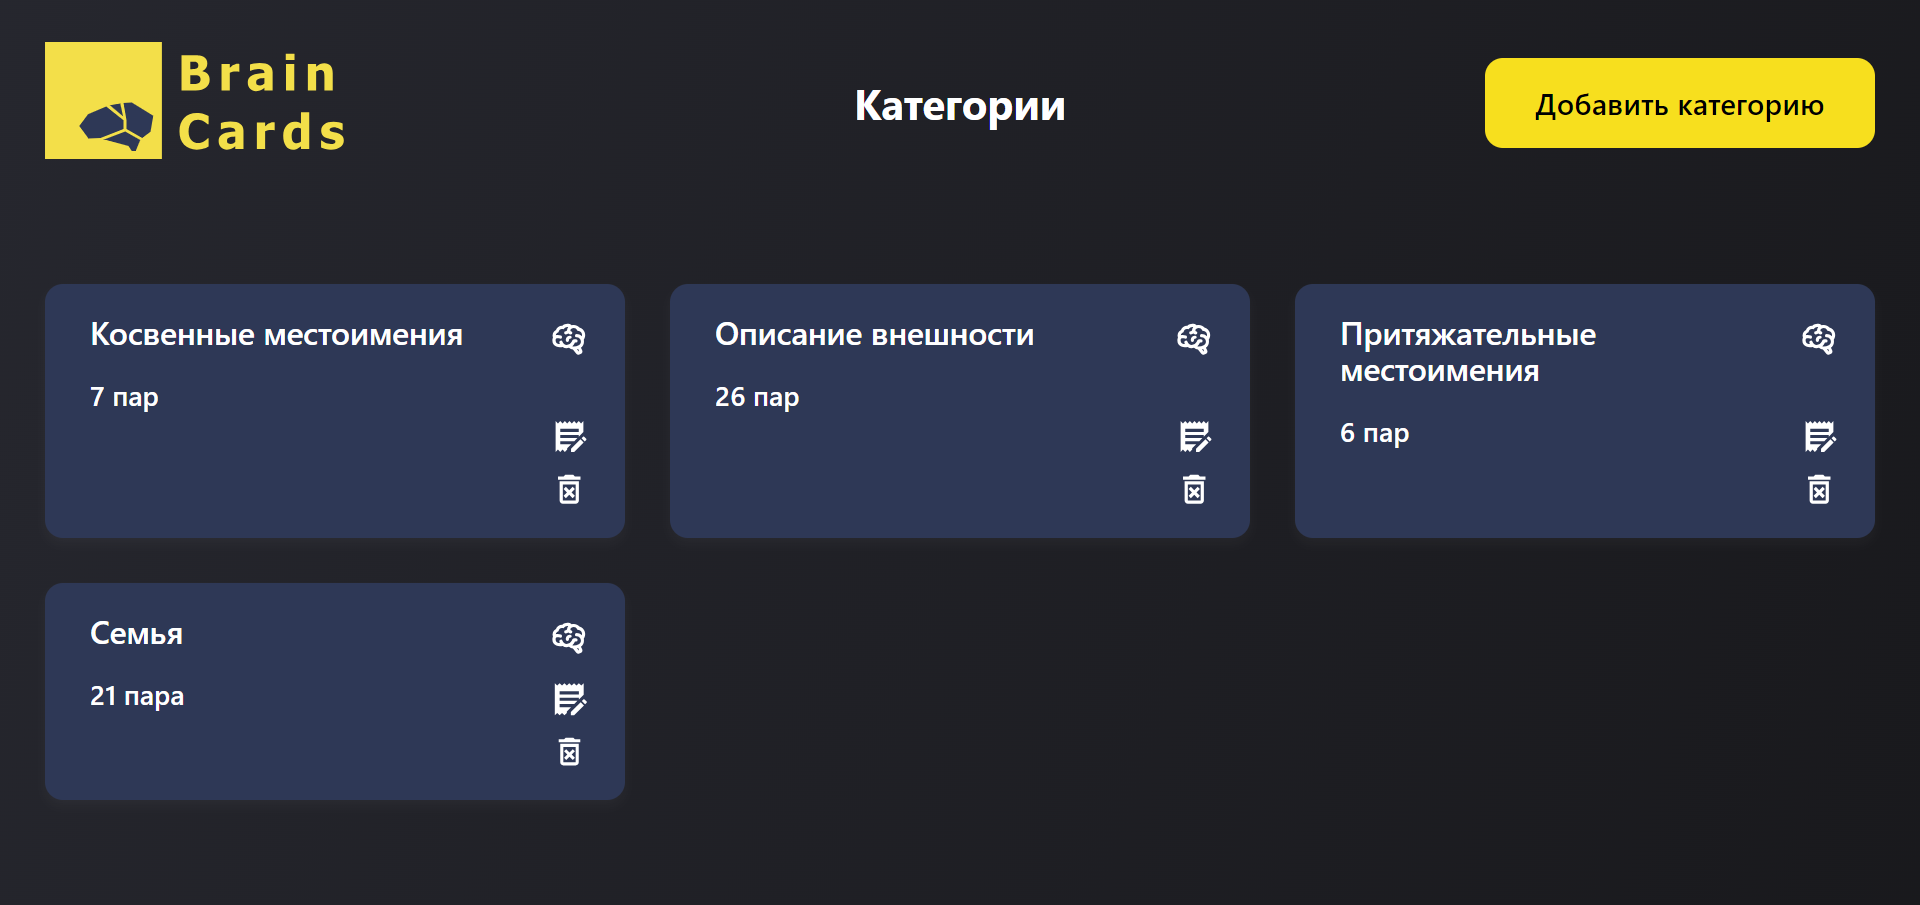 Brain
Cards
Категории
Добавить категорию
Косвенные местоимения
7 пар
Описание внешности
26 пар
Притяжательные
местоимения
6 пар
Семья
21 пара